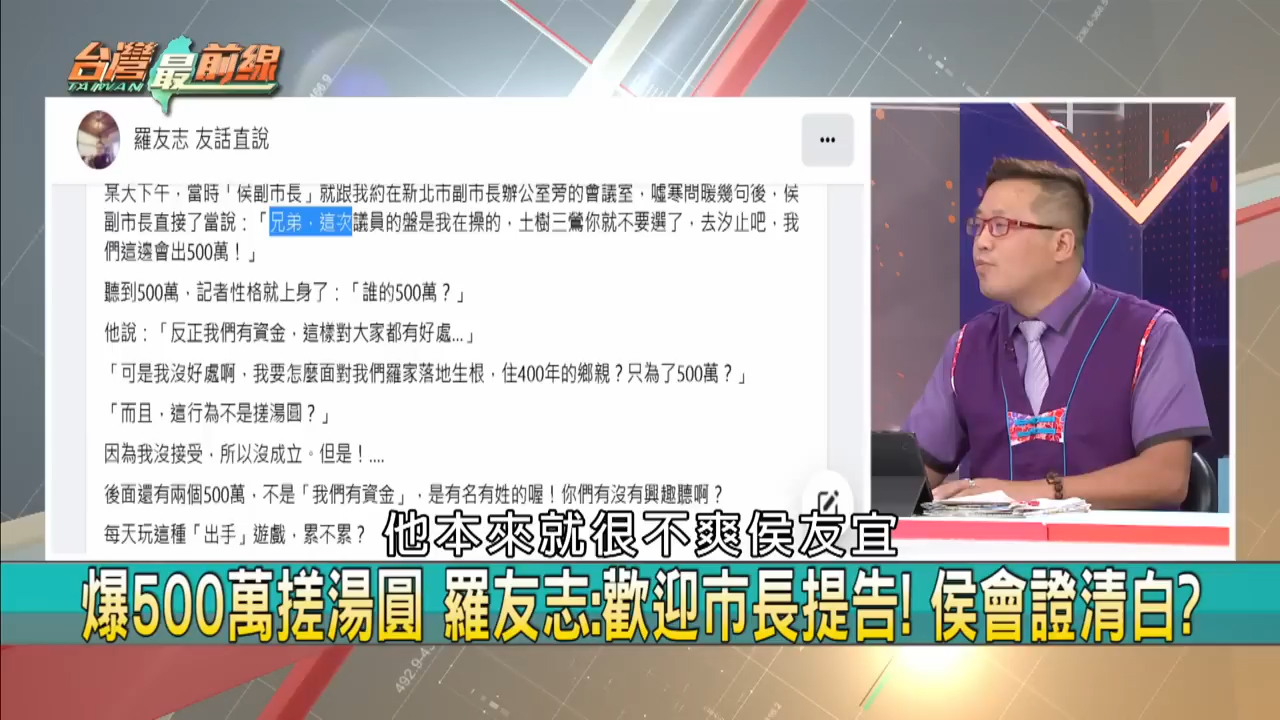 台灣最前線
TAIWAN
羅友志 友話直說
某天下午，當時「侯副市長」就跟我約在新北市副市長辦公室旁的會議室，噓寒問暖幾句後，侯
副市長直接了當說：「兄弟，這次議員的盤是我在操的，土樹三鶯你就不要選了，去汐止吧，我
們這邊會出500萬！」
聽到500萬，記者性格就上身了：「誰的500萬？」
他說：「反正我們有資金，這樣對大家都有好處...」
「可是我沒好處啊，我要怎麼面對我們羅家落地生根，住400年的鄉親？只為了500萬？」
「而且，這行為不是搓湯圓？」
因為我沒接受，所以沒成立。但是！....
後面還有兩個500萬，不是「我們有資金」，是有名有姓的喔！你們有沒有興趣聽啊？
每天玩這種「出手」遊戲，累不累？
他本來就很不爽侯友宜
爆500萬搓湯圓 羅友志:歡迎市長提告! 侯會證清白?